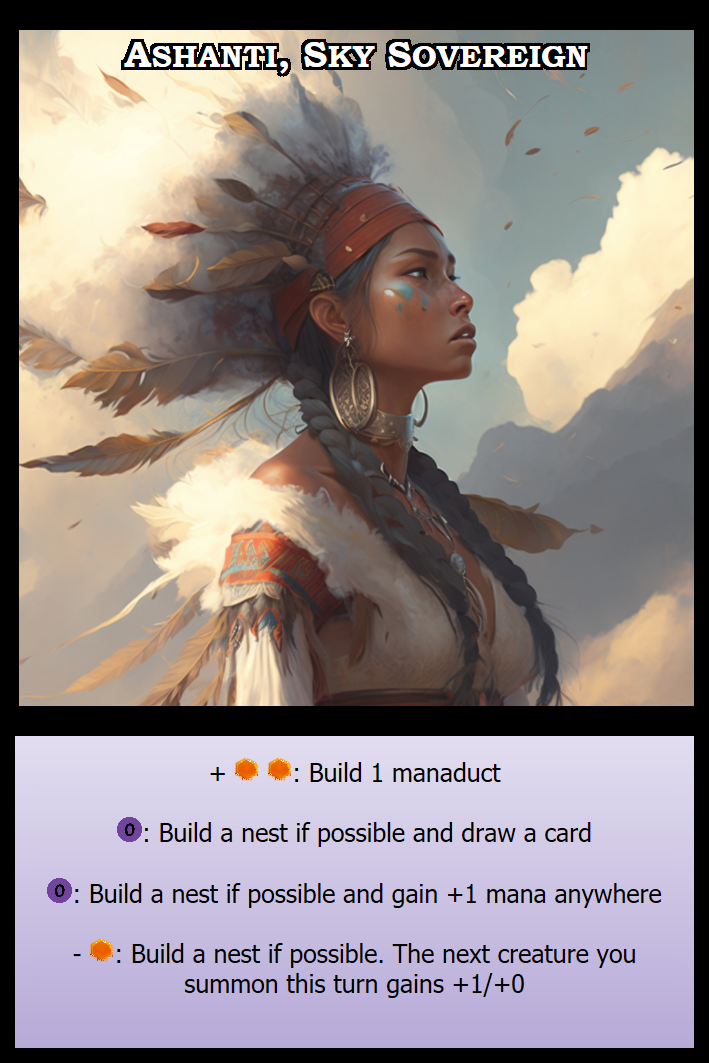 Ashanti, Sky Sovereign
+ : Build 1 manaduct
0: Build a nest if possible and draw a card
0: Build a nest if possible and gain +1 mana anywhere
- : Build a nest if possible. The next creature you
summon this turn gains +1/+0